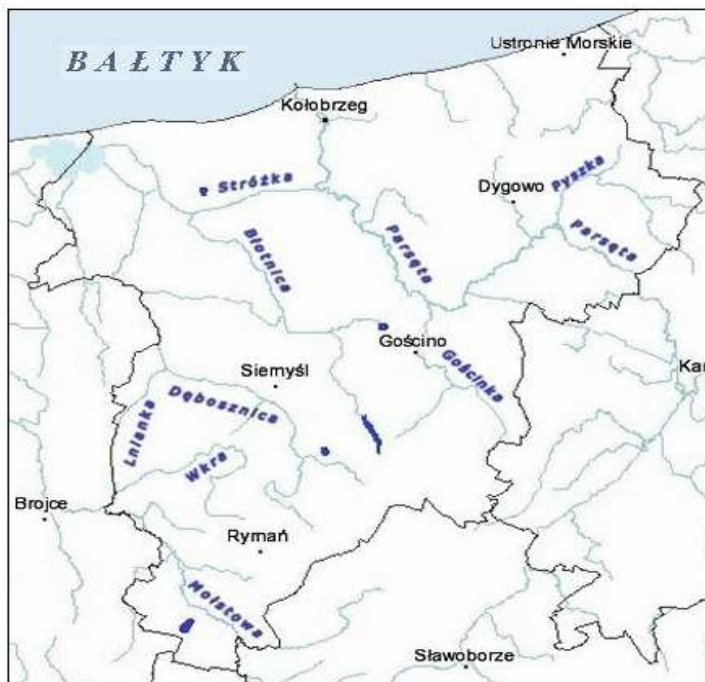 Ustronie Morskie
BAŁTYK
Kołobrzeg
Stróżka
Dygowo
Pyszka
Błotnica
Parsęta
Parsęta
Gościno
Siemyśl
Gościnka
Kar
Dębosznica
Lnianka
Wkra
Brojce
Rymań
Mołstowa
Sławoborze